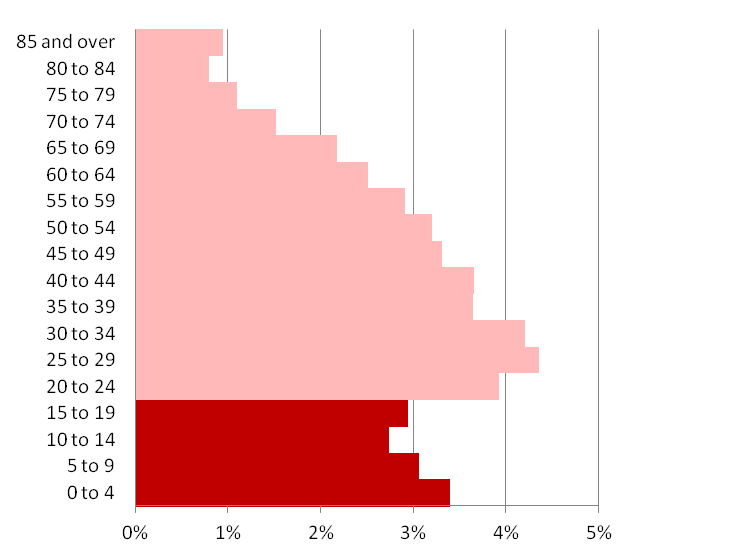 85 and over
80 to 84
75 to 79
70 to 74
65 to 69
60 to 64
55 to 59
50 to 54
45 to 49
40 to 44
35 to 39
30 to 34
25 to 29
20 to 24
15 to 19
10 to 14
5 to 9
0 to 4
0% 1% 2% 3% 4% 5%